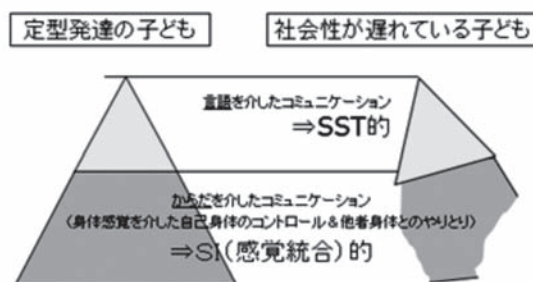 定型発達の子ども
社会性が遅れている子ども
言語を介したコミュニケーション
⇒SST的
からだを介したコミュニケーション
(身体感覚を介した自己身体のコントロール&他者身体とのやりとり)
⇒SI(感覚統合)的